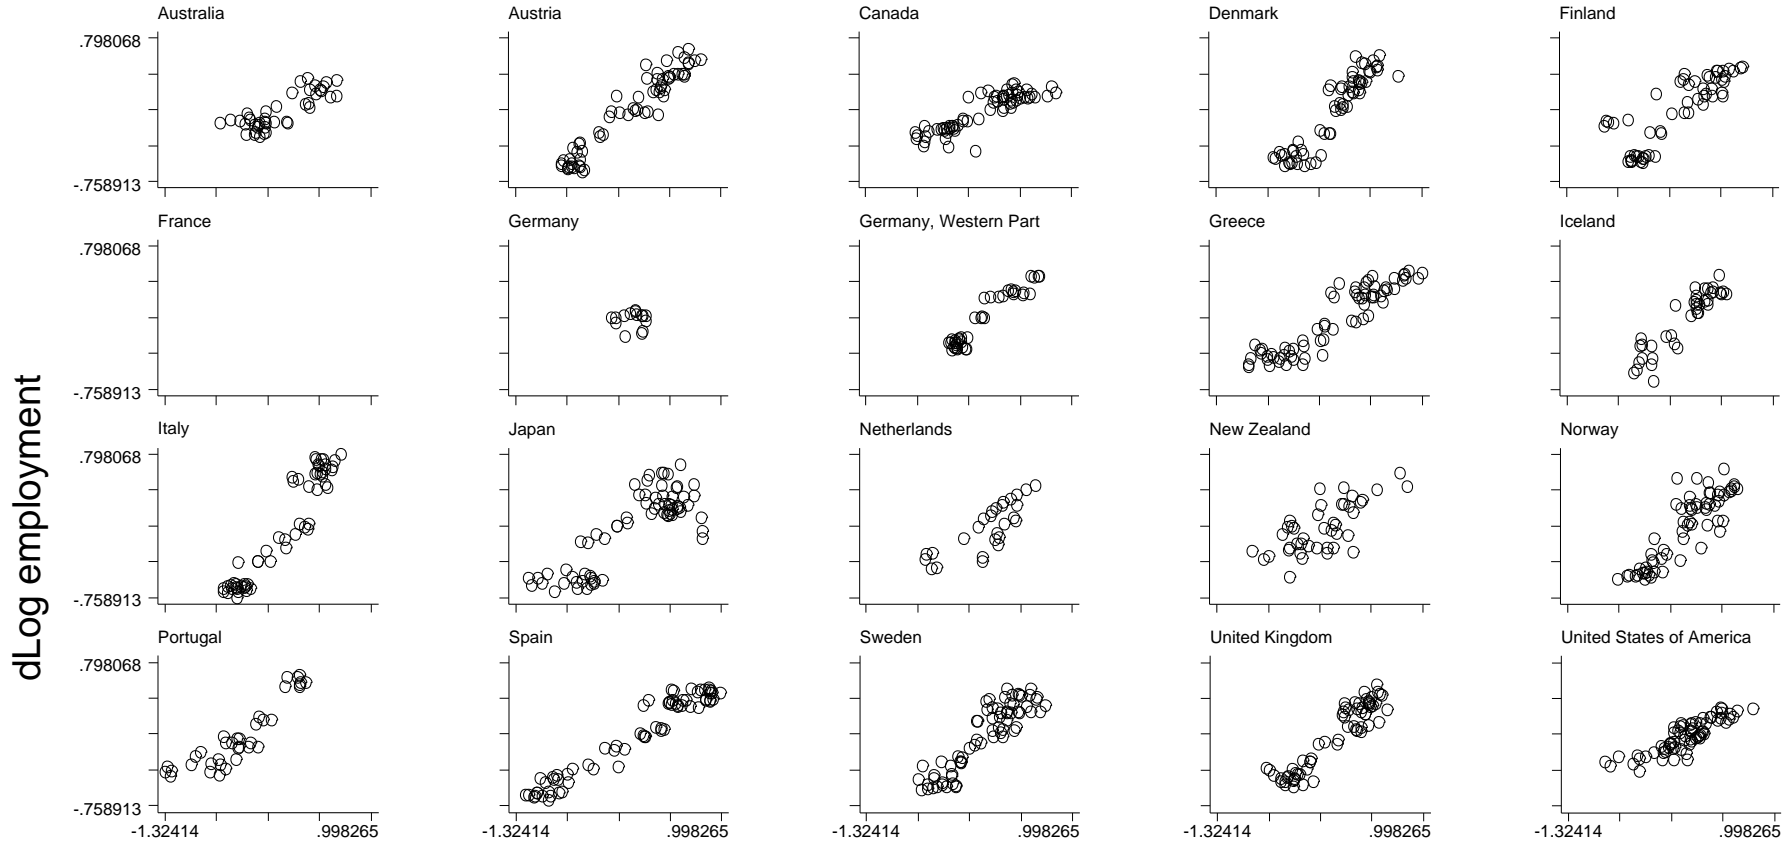 dLog employment
Australia Austria Canada Denmark Finland
.798068
-.758913
France Germany Germany, Western Part Greece Iceland
.798068
-.758913
Italy Japan Netherlands New Zealand Norway
.798068
-.758913
Portugal Spain Sweden United Kingdom United States of America
.798068
-.758913
-1.32414 .998265 -1.32414 .998265 -1.32414 .998265 -1.32414 .998265 -1.32414 .998265